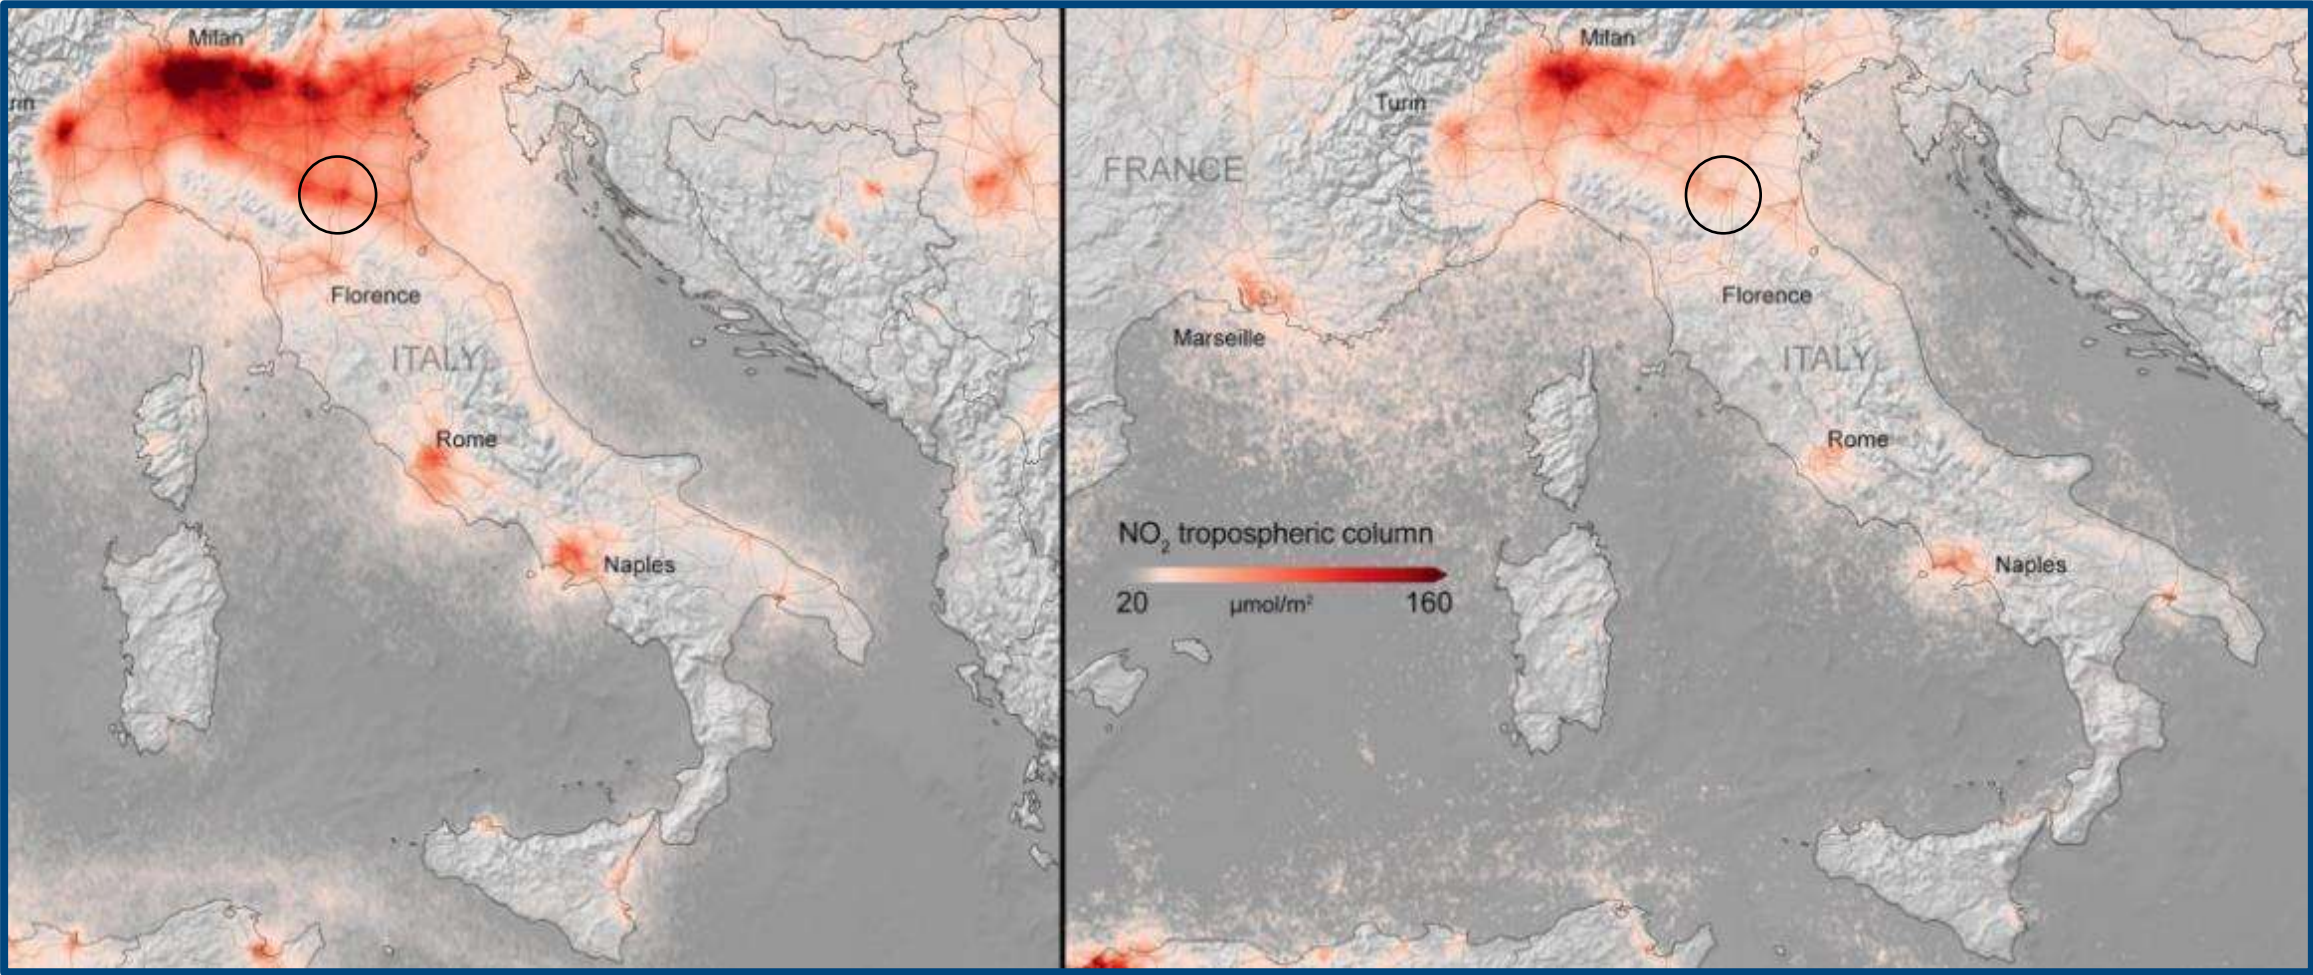 Milan
rin
Florence
ITALY
Rome
Naples
Milan
Turin
FRANCE
Florence
Marseille
ITALY
Rome
NO₂ tropospheric column
20 µmol/m² 160
Naples